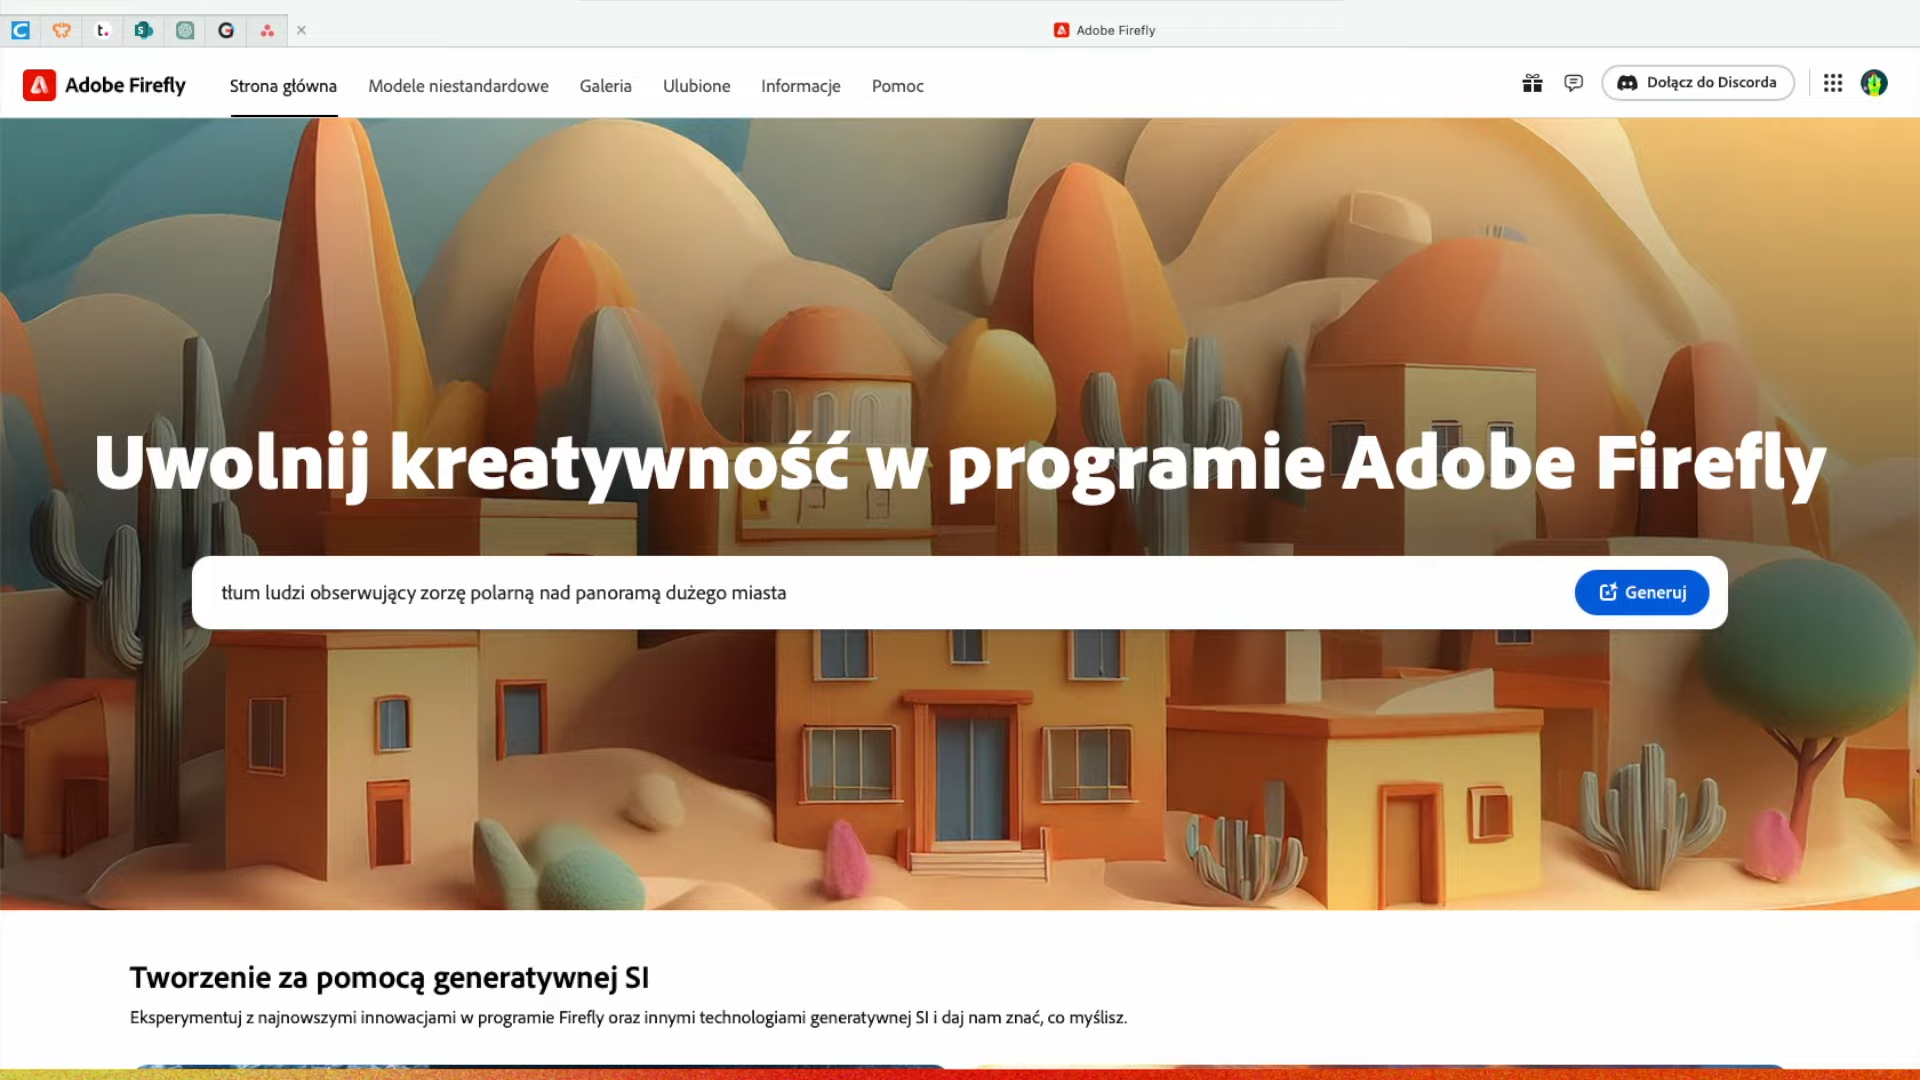 Adobe Firefly
Adobe Firefly
Strona główna
Modele niestandardowe
Galeria
Ulubione
Informacje
Pomoc
Dołącz do Discorda
Uwolnij kreatywność w programie Adobe Firefly
tłum ludzi obserwujący zorzę polarną nad panoramą dużego miasta
Generuj
Tworzenie za pomocą generatywnej SI
Eksperymentuj z najnowszymi innowacjami w programie Firefly oraz innymi technologiami generatywnej SI i daj nam znać, co myślisz.